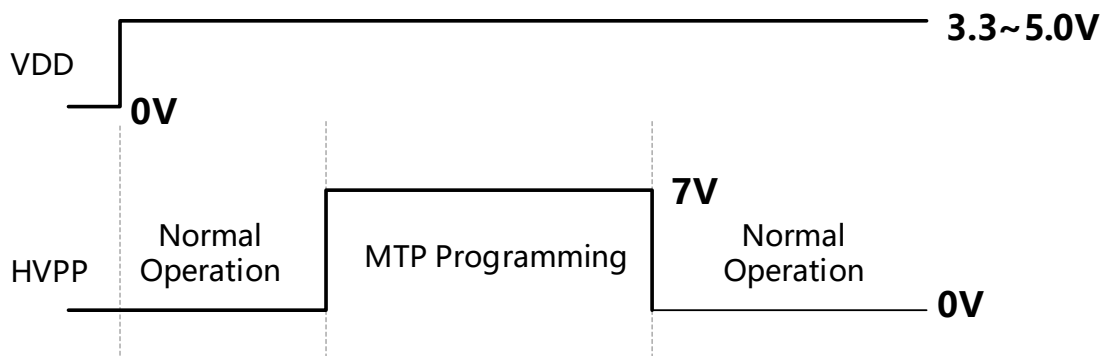 3.3~5.0V
VDD
0V
7V
Normal
Operation
MTP Programming
Normal
Operation
HVPP
0V